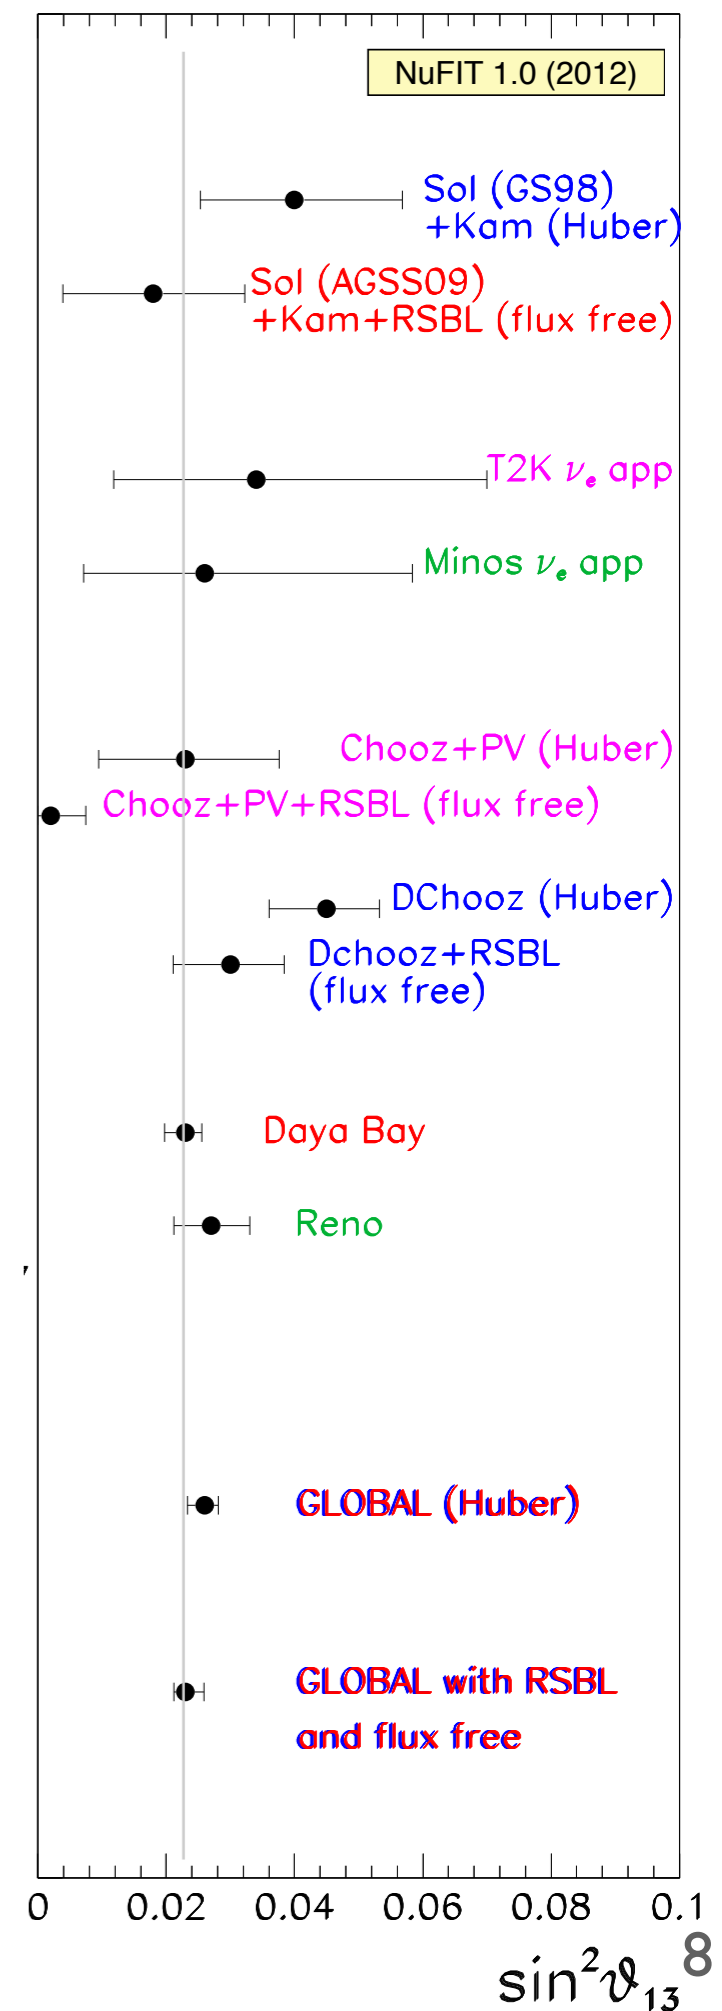 NuFIT 1.0 (2012)
Sol (GS98)
+Kam (Huber)
Sol (AGSS09)
+Kam+RSBL (flux free)
T2K νₑ app
Minos νₑ app
Chooz+PV (Huber)
Chooz+PV+RSBL (flux free)
DChooz (Huber)
Dchooz+RSBL
(flux free)
Daya Bay
Reno
GLOBAL (Huber)
GLOBAL with RSBL
and flux free
0 0.02 0.04 0.06 0.08 0.1
sin²ϑ₁₃
8